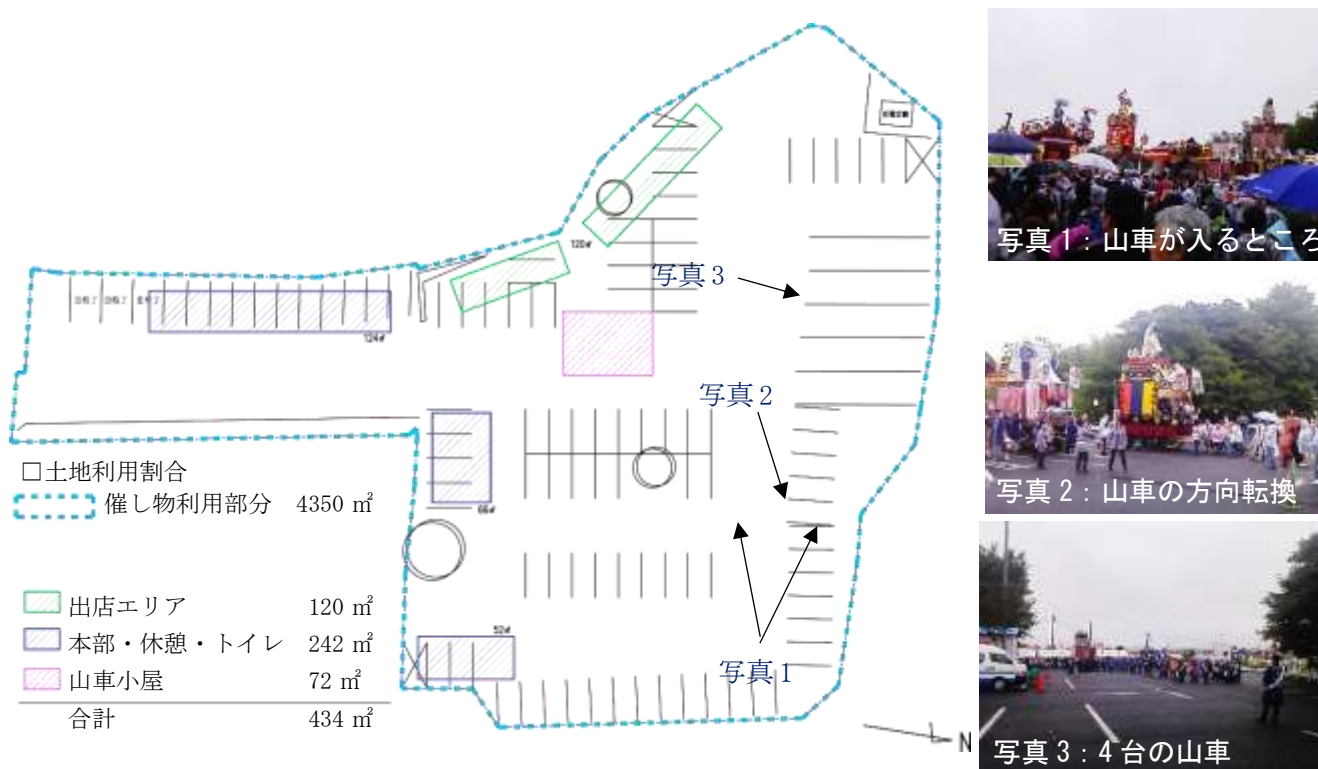 120㎡
写真3
124㎡
写真2
□土地利用割合
催し物利用部分 4350 ㎡
66㎡
出店エリア 120 ㎡
本部・休憩・トイレ 242 ㎡
山車小屋 72 ㎡
合計 434 ㎡
52㎡
写真1
N
写真1：山車が入るところ
写真2：山車の方向転換
写真3：4台の山車